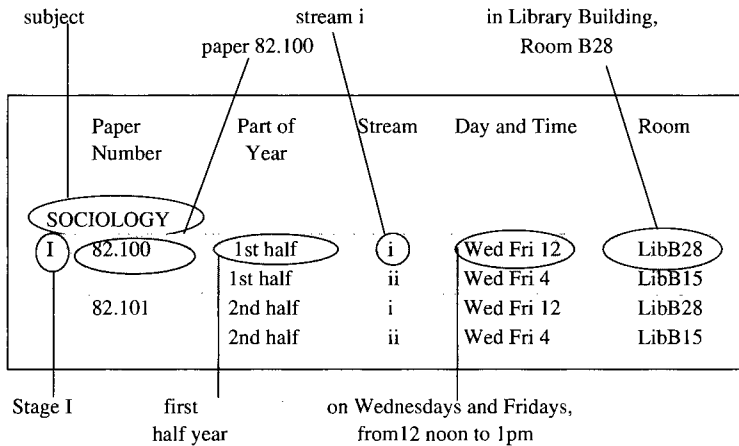 subject stream i in Library Building,
paper 82.100 Room B28
Paper Part of Stream Day and Time Room
Number Year
SOCIOLOGY
I 82.100 1st half i Wed Fri 12 LibB28
1st half ii Wed Fri 4 LibB15
82.101 2nd half i Wed Fri 12 LibB28
2nd half ii Wed Fri 4 LibB15
Stage I first on Wednesdays and Fridays,
half year from12 noon to 1pm